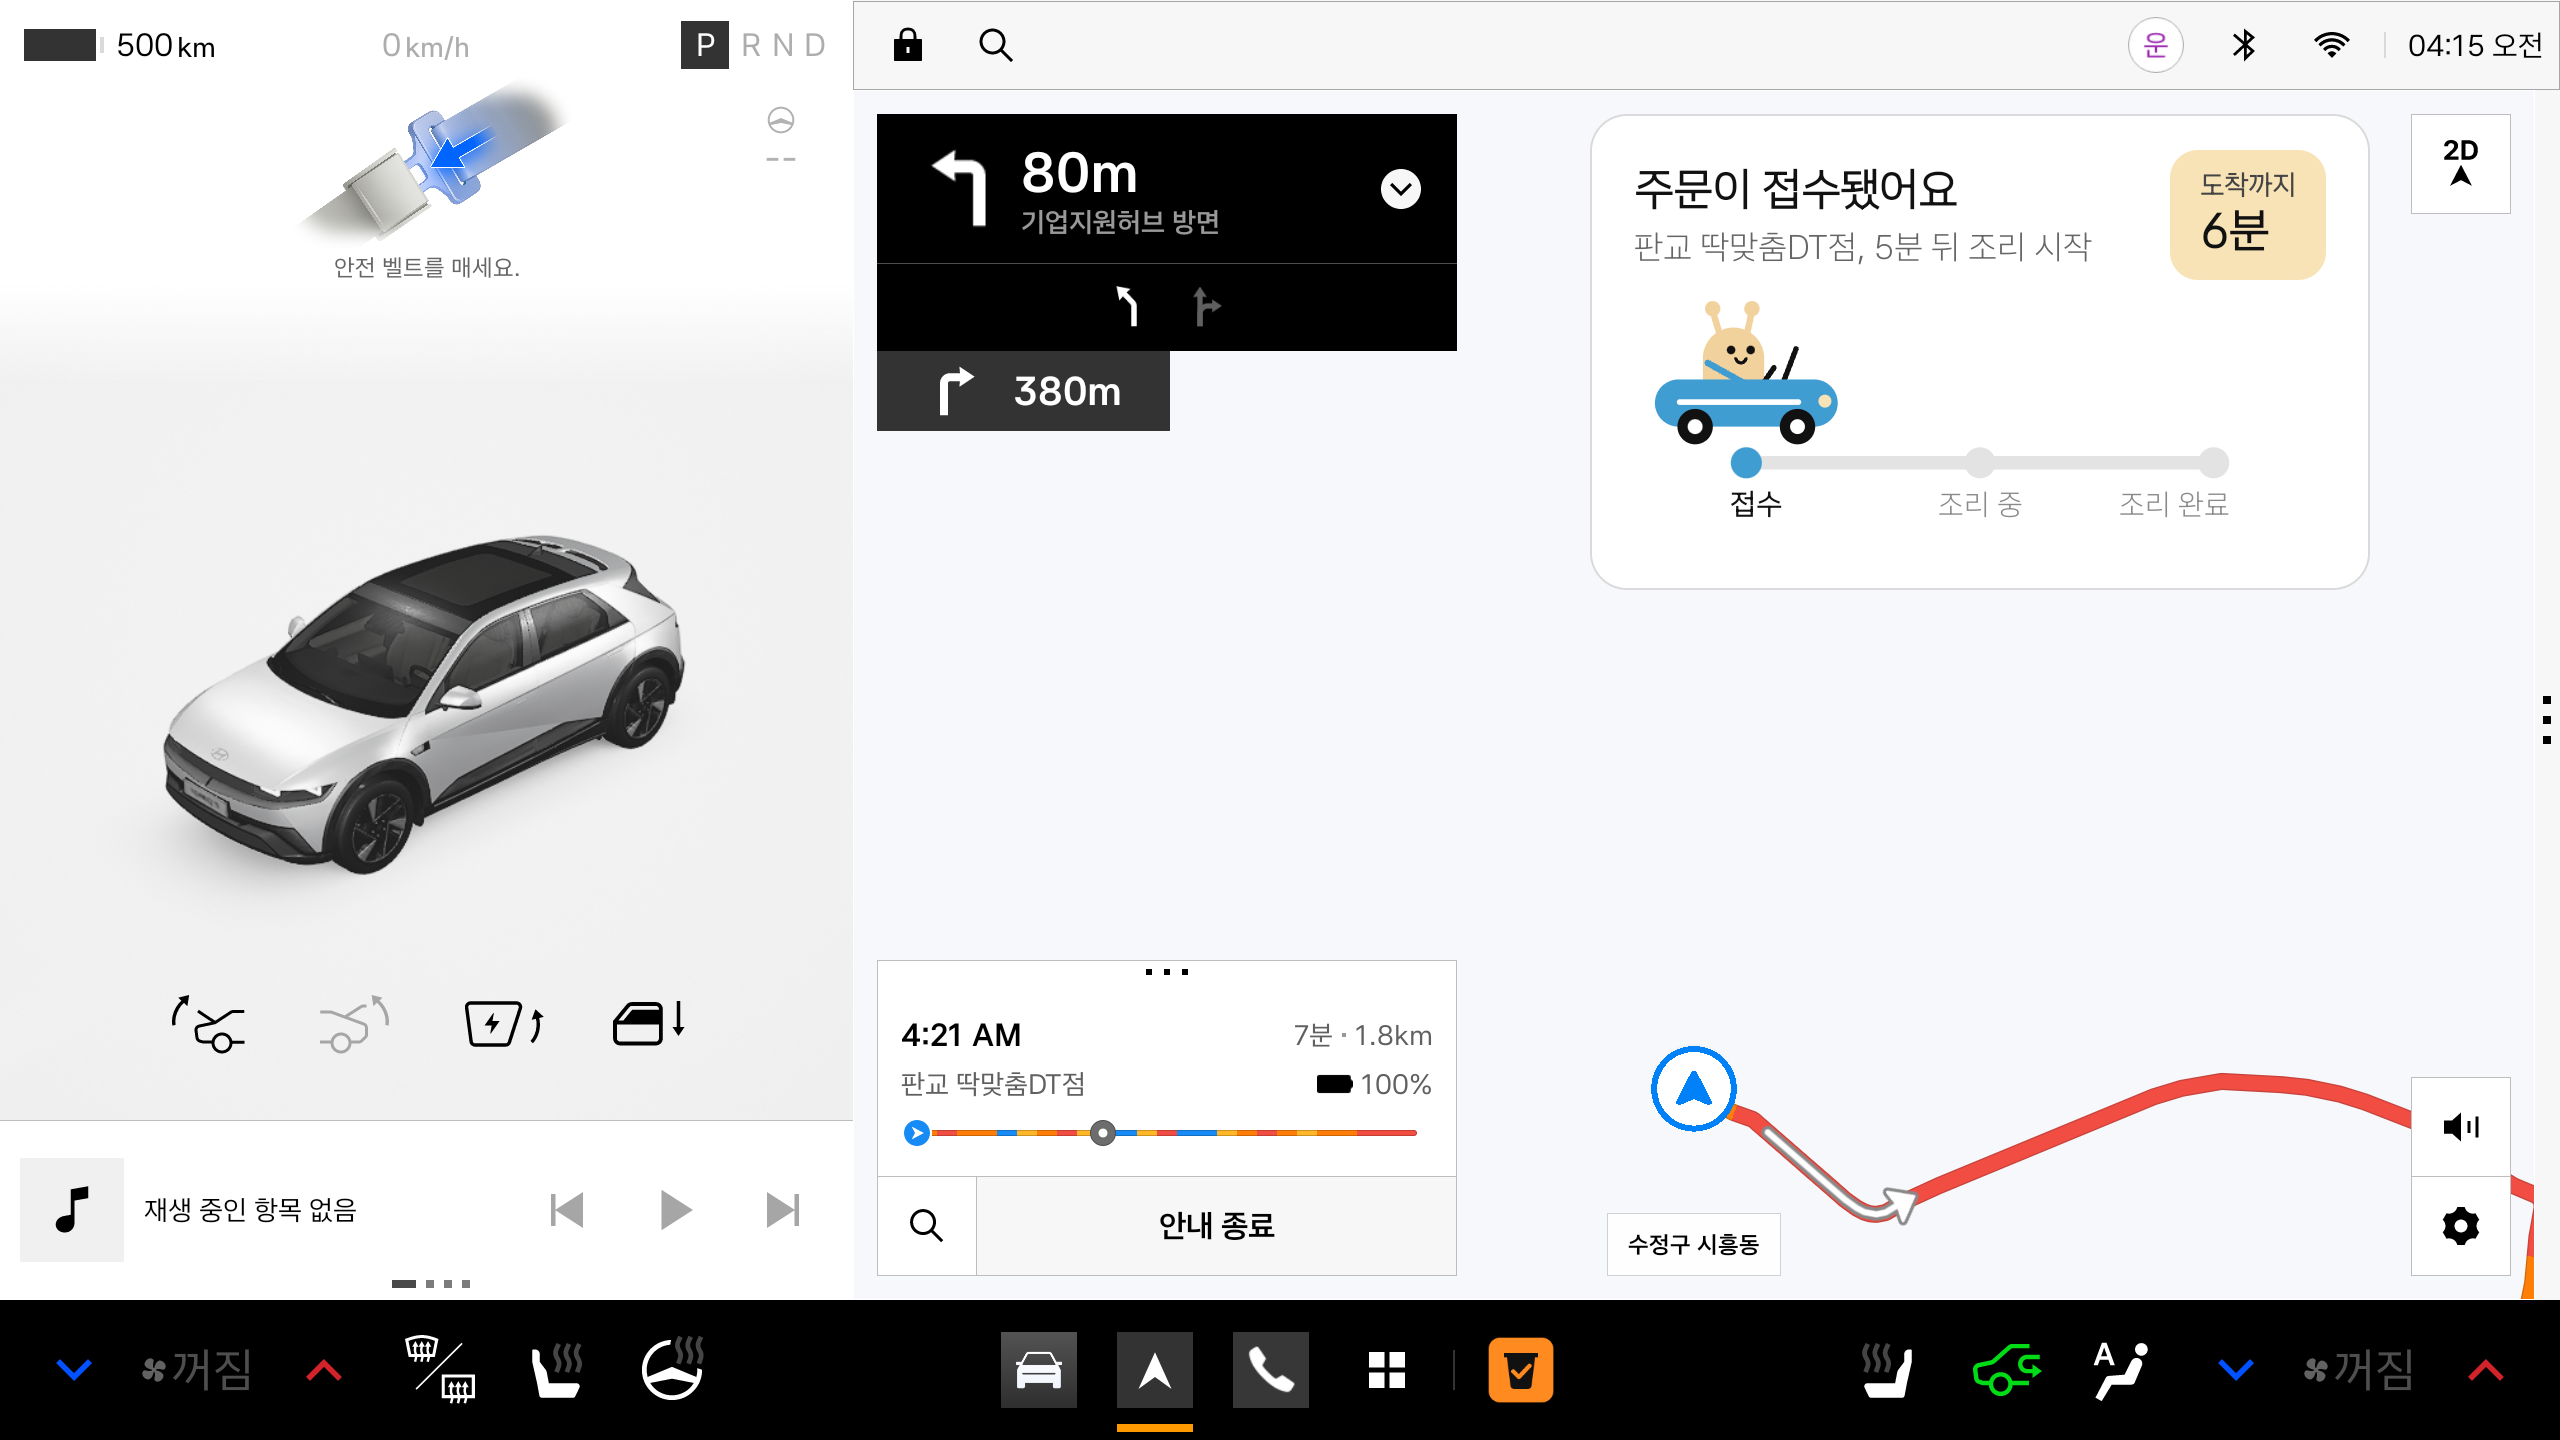 500 km
0 km/h
P R N D
안전 벨트를 매세요.
재생 중인 항목 없음
운
04:15 오전
80m
기업지원허브 방면
380m
주문이 접수됐어요
판교 딱맞춤DT점, 5분 뒤 조리 시작
도착까지
6분
접수
조리 중
조리 완료
2D
4:21 AM
7분 · 1.8km
판교 딱맞춤DT점
100%
안내 종료
수정구 시흥동
꺼짐
A
꺼짐